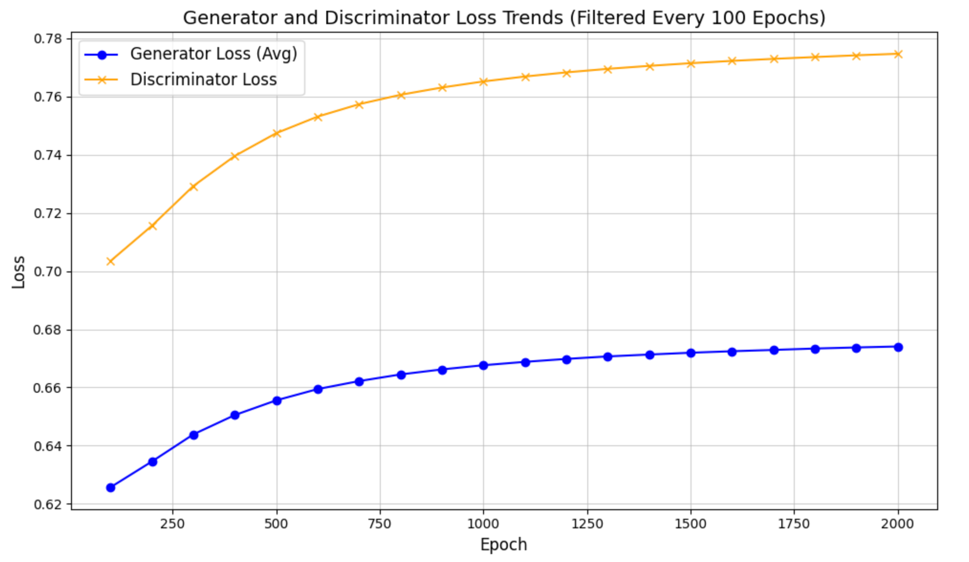 Generator and Discriminator Loss Trends (Filtered Every 100 Epochs)
Generator Loss (Avg)
Discriminator Loss
Loss
0.78
0.76
0.74
0.72
0.70
0.68
0.66
0.64
0.62
250 500 750 1000 1250 1500 1750 2000
Epoch